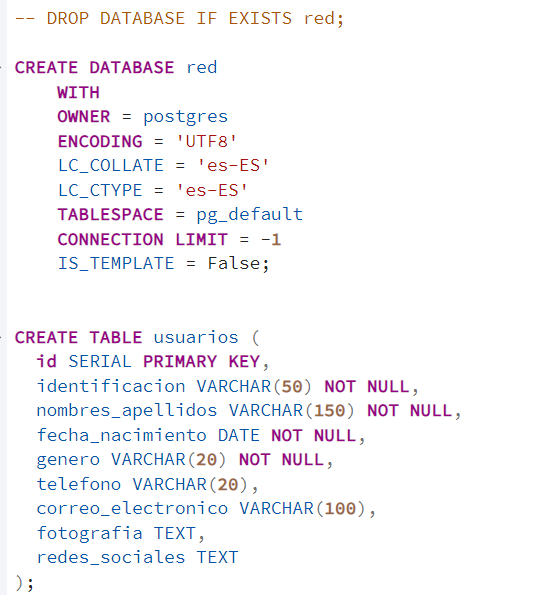 -- DROP DATABASE IF EXISTS red;
CREATE DATABASE red
WITH
OWNER = postgres
ENCODING = 'UTF8'
LC_COLLATE = 'es-ES'
LC_CTYPE = 'es-ES'
TABLESPACE = pg_default
CONNECTION LIMIT = -1
IS_TEMPLATE = False;
CREATE TABLE usuarios (
id SERIAL PRIMARY KEY,
identificacion VARCHAR(50) NOT NULL,
nombres_apellidos VARCHAR(150) NOT NULL,
fecha_nacimiento DATE NOT NULL,
genero VARCHAR(20) NOT NULL,
telefono VARCHAR(20),
correo_electronico VARCHAR(100),
fotografia TEXT,
redes_sociales TEXT
);